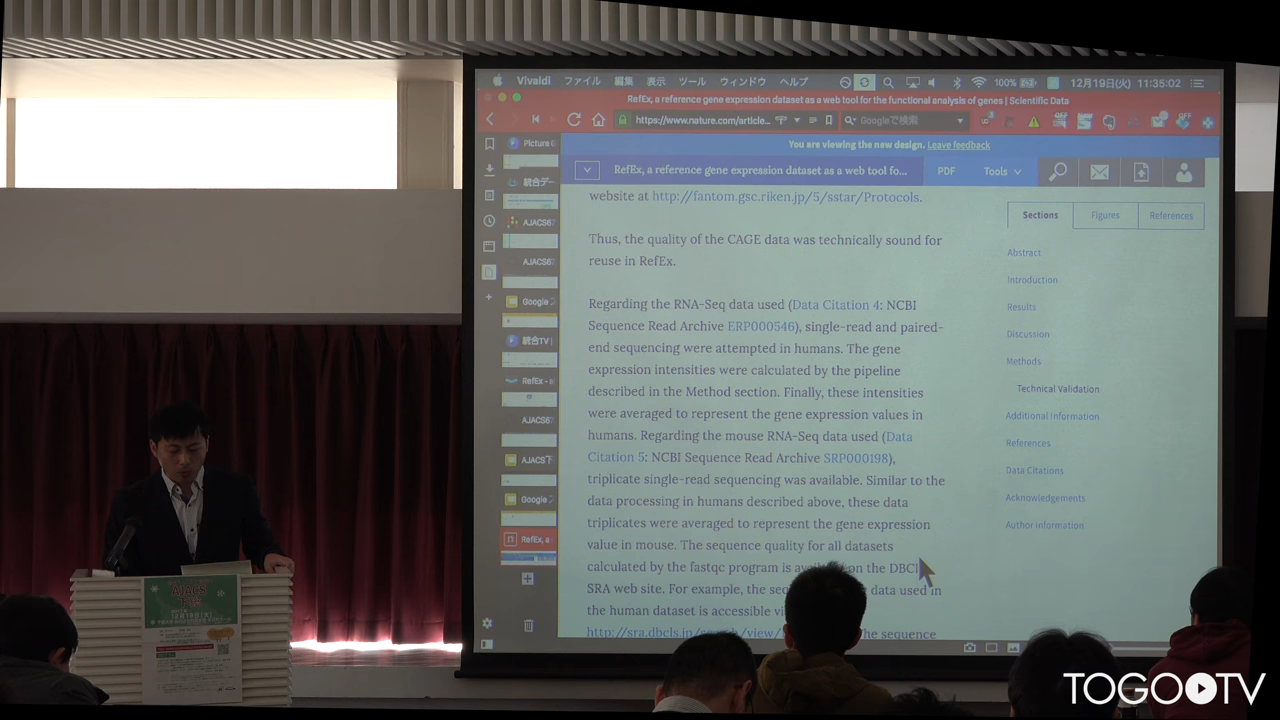 Vivaldi ファイル 編集 表示 ツール ウィンドウ ヘルプ 100% 12月19日(火) 11:35:02
RefEx, a reference gene expression dataset as a web tool for the functional analysis of genes | Scientific Data
https://www.nature.com/article... Googleで検索
You are viewing the new design. Leave feedback
RefEx, a reference gene expression dataset as a web tool fo... PDF Tools
Picture G
統合デー
AJACS6
AJACS6
Google
統合TV |
RefEx -
AJACS6
AJACS下
Google
RefEx, a
website at http://fantom.gsc.riken.jp/5/sstar/Protocols.
Thus, the quality of the CAGE data was technically sound for
reuse in RefEx.
Regarding the RNA-Seq data used (Data Citation 4: NCBI
Sequence Read Archive ERP000546), single-read and paired-
end sequencing were attempted in humans. The gene
expression intensities were calculated by the pipeline
described in the Method section. Finally, these intensities
were averaged to represent the gene expression values in
humans. Regarding the mouse RNA-Seq data used (Data
Citation 5: NCBI Sequence Read Archive SRP000198),
triplicate single-read sequencing was available. Similar to the
data processing in humans described above, these data
triplicates were averaged to represent the gene expression
value in mouse. The sequence quality for all datasets
calculated by the fastqc program is on the DBCL
SRA web site. For example, the data used in
the human dataset is accessible
http://sra.dbcls.jp/search/view/ he sequence
Sections Figures References
Abstract
Introduction
Results
Discussion
Methods
Technical Validation
Additional information
References
Data Citations
Acknowledgements
Author information
AJACS
12月19日(火)
TOGOTV